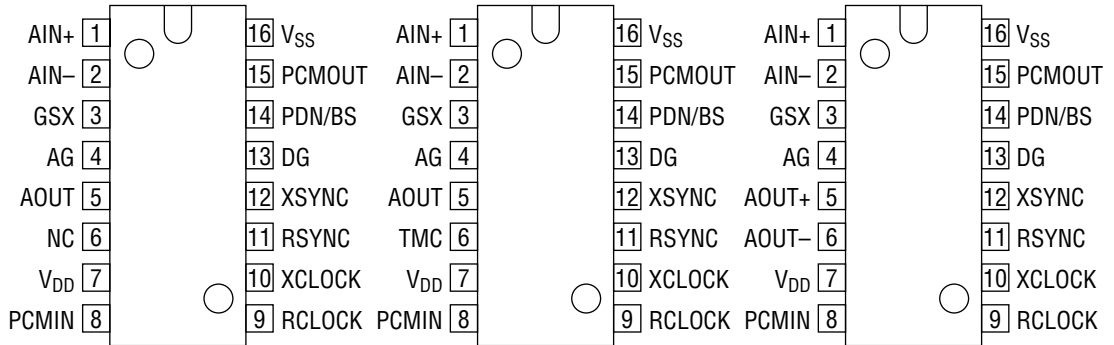 AIN+ 1 16 VSS AIN+ 1 16 VSS AIN+ 1 16 VSS
AIN– 2 15 PCMOUT AIN– 2 15 PCMOUT AIN– 2 15 PCMOUT
GSX 3 14 PDN/BS GSX 3 14 PDN/BS GSX 3 14 PDN/BS
AG 4 13 DG AG 4 13 DG AG 4 13 DG
AOUT 5 12 XSYNC AOUT 5 12 XSYNC AOUT+ 5 12 XSYNC
NC 6 11 RSYNC TMC 6 11 RSYNC AOUT– 6 11 RSYNC
VDD 7 10 XCLOCK VDD 7 10 XCLOCK VDD 7 10 XCLOCK
PCMIN 8 9 RCLOCK PCMIN 8 9 RCLOCK PCMIN 8 9 RCLOCK